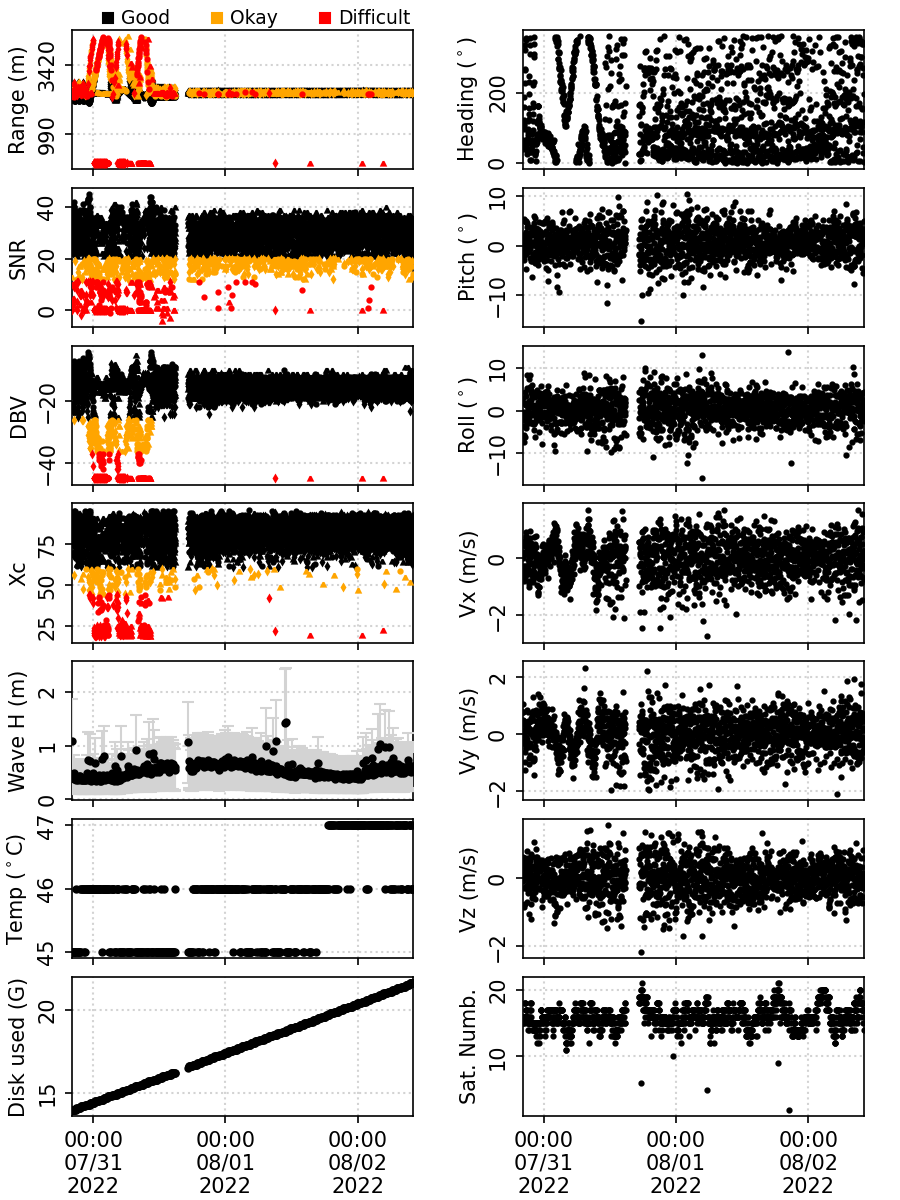 Good Okay Difficult
Range (m)
3420
990
Heading (°)
200
0
SNR
40
20
0
Pitch (°)
10
0
−10
DBV
−20
−40
Roll (°)
10
0
−10
Xc
75
50
25
Vx (m/s)
0
−2
Wave H (m)
2
1
0
Vy (m/s)
2
0
−2
Temp (°C)
47
46
45
Vz (m/s)
0
−2
Disk used (G)
20
15
Sat. Numb.
20
10
00:00 00:00 00:00
07/31 08/01 08/02
2022 2022 2022
00:00 00:00 00:00
07/31 08/01 08/02
2022 2022 2022